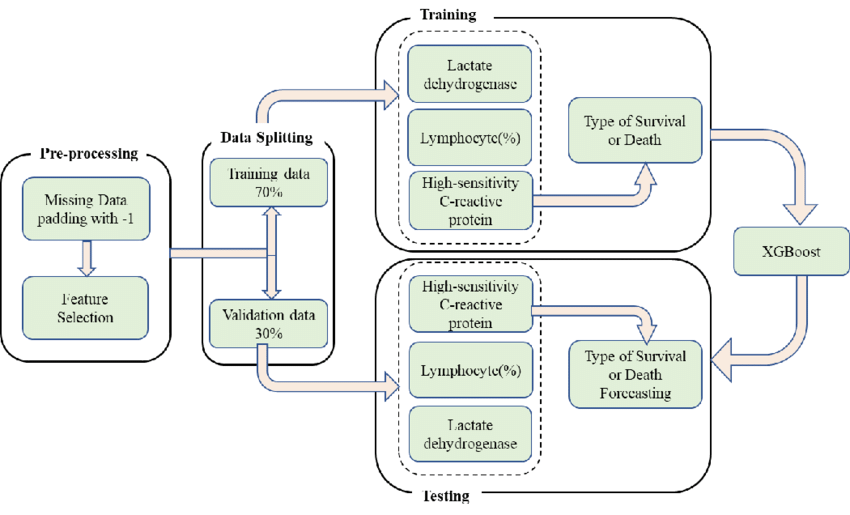 Pre-processing
Missing Data
padding with -1
Feature
Selection
Data Splitting
Training data
70%
Validation data
30%
Training
Lactate
dehydrogenase
Lymphocyte(%)
High-sensitivity
C-reactive
protein
Type of Survival
or Death
XGBoost
High-sensitivity
C-reactive
protein
Lymphocyte(%)
Lactate
dehydrogenase
Type of Survival
or Death
Forecasting
Testing